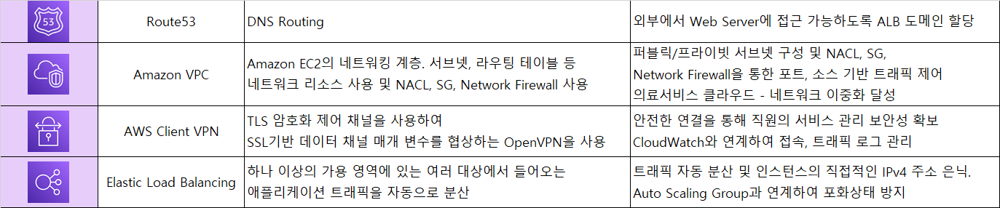 53
Route53
DNS Routing
외부에서 Web Server에 접근 가능하도록 ALB 도메인 할당
Amazon VPC
Amazon EC2의 네트워킹 계층. 서브넷, 라우팅 테이블 등
네트워크 리소스 사용 및 NACL, SG, Network Firewall 사용
퍼블릭/프라이빗 서브넷 구성 및 NACL, SG,
Network Firewall을 통한 포트, 소스 기반 트래픽 제어
의료서비스 클라우드 - 네트워크 이중화 달성
AWS Client VPN
TLS 암호화 제어 채널을 사용하여
SSL기반 데이터 채널 매개 변수를 협상하는 OpenVPN을 사용
안전한 연결을 통해 직원의 서비스 관리 보안성 확보
CloudWatch와 연계하여 접속, 트래픽 로그 관리
Elastic Load Balancing
하나 이상의 가용 영역에 있는 여러 대상에서 들어오는
애플리케이션 트래픽을 자동으로 분산
트래픽 자동 분산 및 인스턴스의 직접적인 IPv4 주소 은닉.
Auto Scaling Group과 연계하여 포화상태 방지